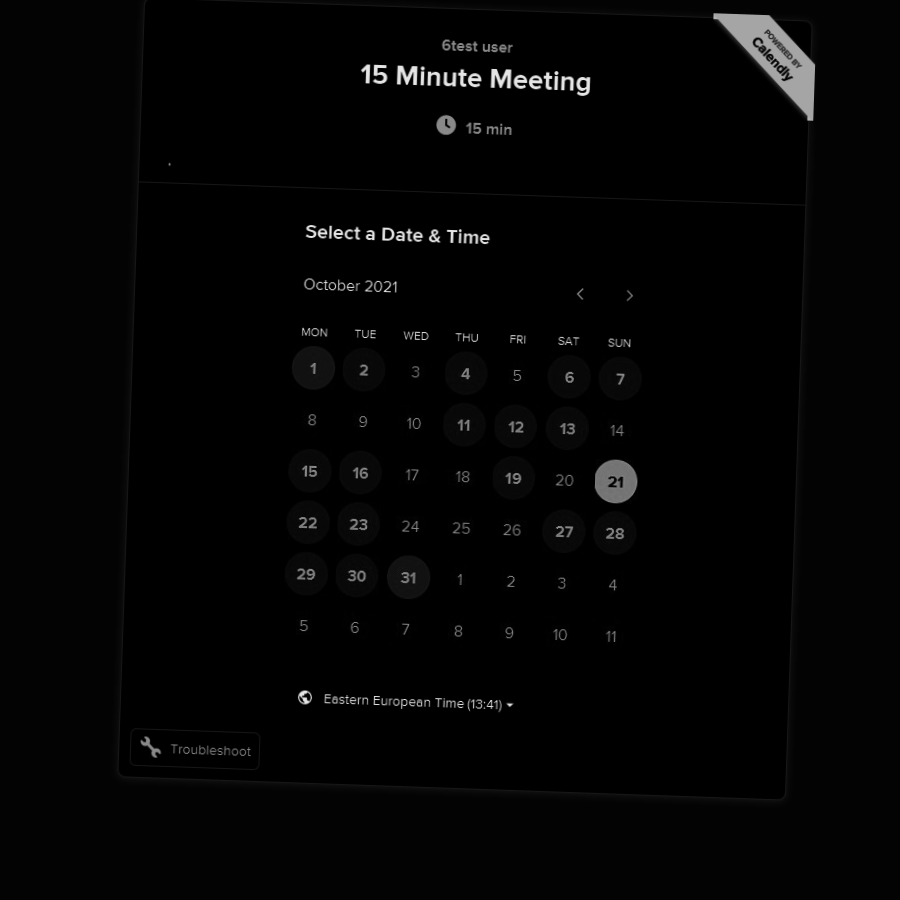 6test user
POWERED BY
Calendly
15 Minute Meeting
15 min
Select a Date & Time
October 2021
MON TUE WED THU FRI SAT SUN
1 2 3 4 5 6 7
8 9 10 11 12 13 14
15 16 17 18 19 20 21
22 23 24 25 26 27 28
29 30 31 1 2 3 4
5 6 7 8 9 10 11
Eastern European Time (13:41)
Troubleshoot